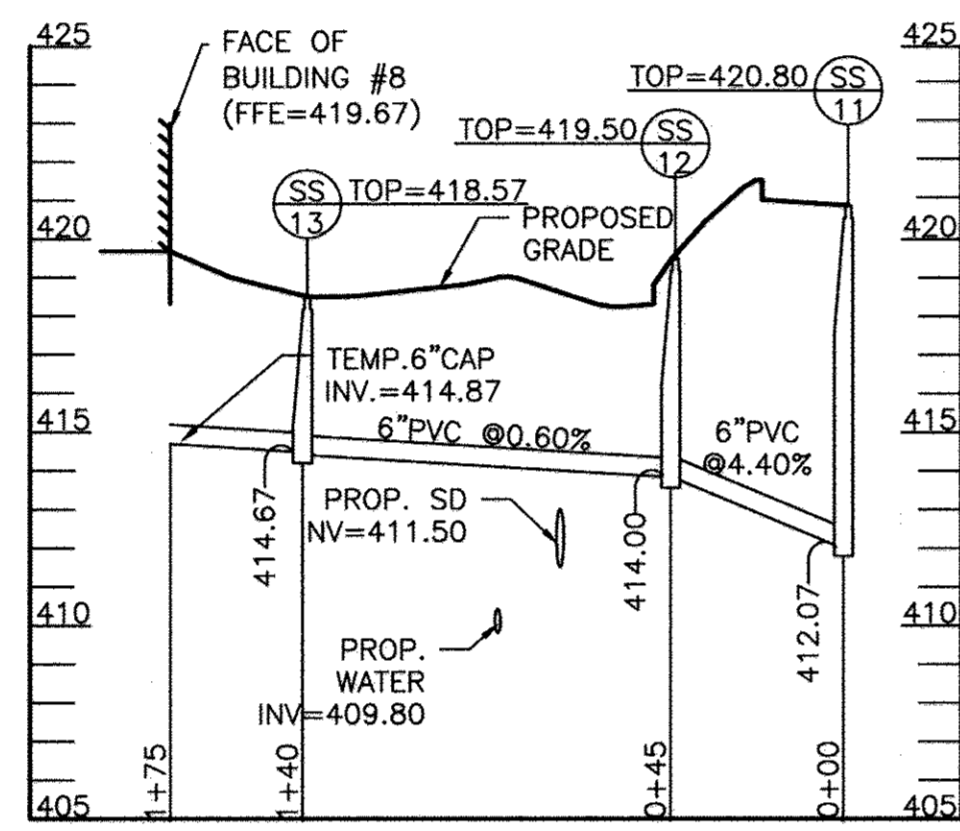 425
FACE OF
BUILDING #8
(FFE=419.67)
425
TOP=420.80
SS
11
TOP=419.50
SS
12
SS
13
TOP=418.57
420
PROPOSED
GRADE
420
TEMP.6"CAP
INV.=414.87
415
6"PVC @0.60%
6"PVC
@4.40%
415
PROP. SD
NV=411.50
414.67
414.00
412.07
410
410
PROP.
WATER
INV=409.80
1+75
1+40
0+45
0+00
405
405